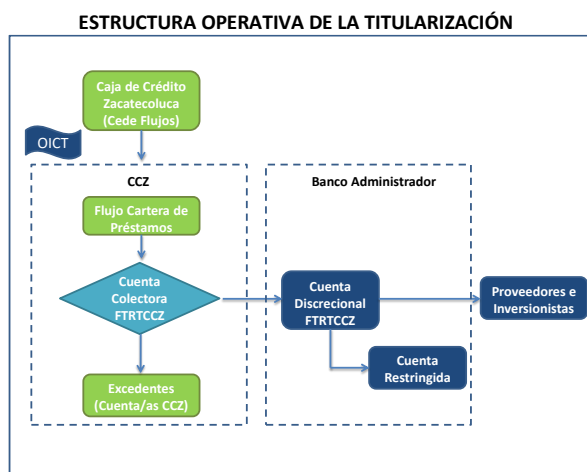 ESTRUCTURA OPERATIVA DE LA TITULARIZACIÓN
Caja de Crédito
Zacatecoluca
(Cede Flujos)
OICT
CCZ
Banco Administrador
Flujo Cartera de
Préstamos
Cuenta
Colectora
FTRTCCZ
Cuenta
Discrecional
FTRTCCZ
Proveedores e
Inversionistas
Cuenta
Restringida
Excedentes
(Cuenta/as CCZ)